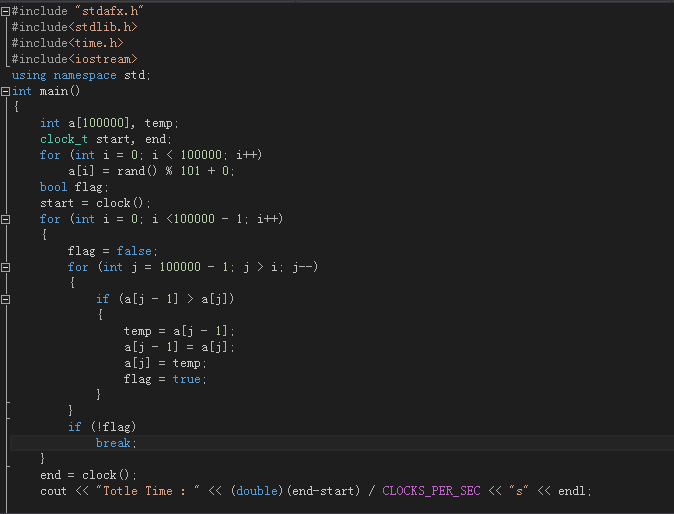 #include "stdafx.h"
#include<stdlib.h>
#include<time.h>
#include<iostream>
using namespace std;
int main()
{
    int a[100000], temp;
    clock_t start, end;
    for (int i = 0; i < 100000; i++)
        a[i] = rand() % 101 + 0;
    bool flag;
    start = clock();
    for (int i = 0; i <100000 - 1; i++)
    {
        flag = false;
        for (int j = 100000 - 1; j > i; j--)
        {
            if (a[j - 1] > a[j])
            {
                temp = a[j - 1];
                a[j - 1] = a[j];
                a[j] = temp;
                flag = true;
            }
        }
        if (!flag)
            break;
    }
    end = clock();
    cout << "Totle Time : " << (double)(end-start) / CLOCKS_PER_SEC << "s" << endl;